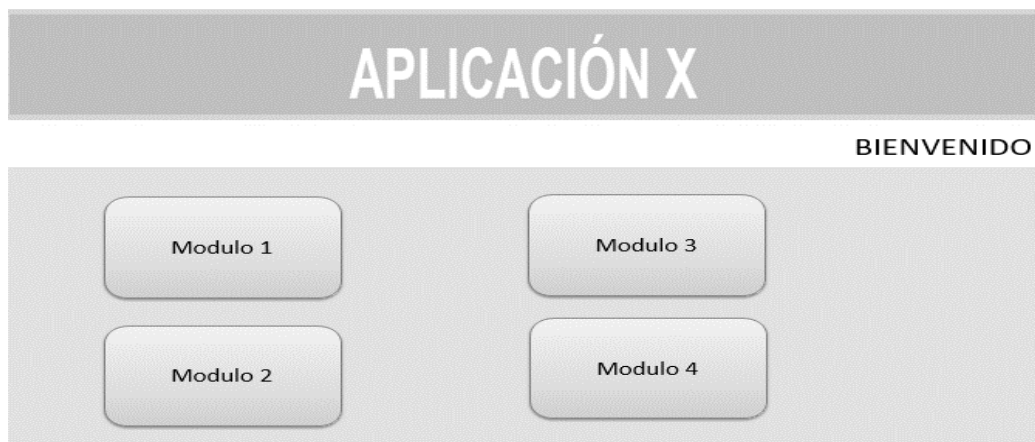 APLICACIÓN X
BIENVENIDO
Modulo 1
Modulo 3
Modulo 2
Modulo 4